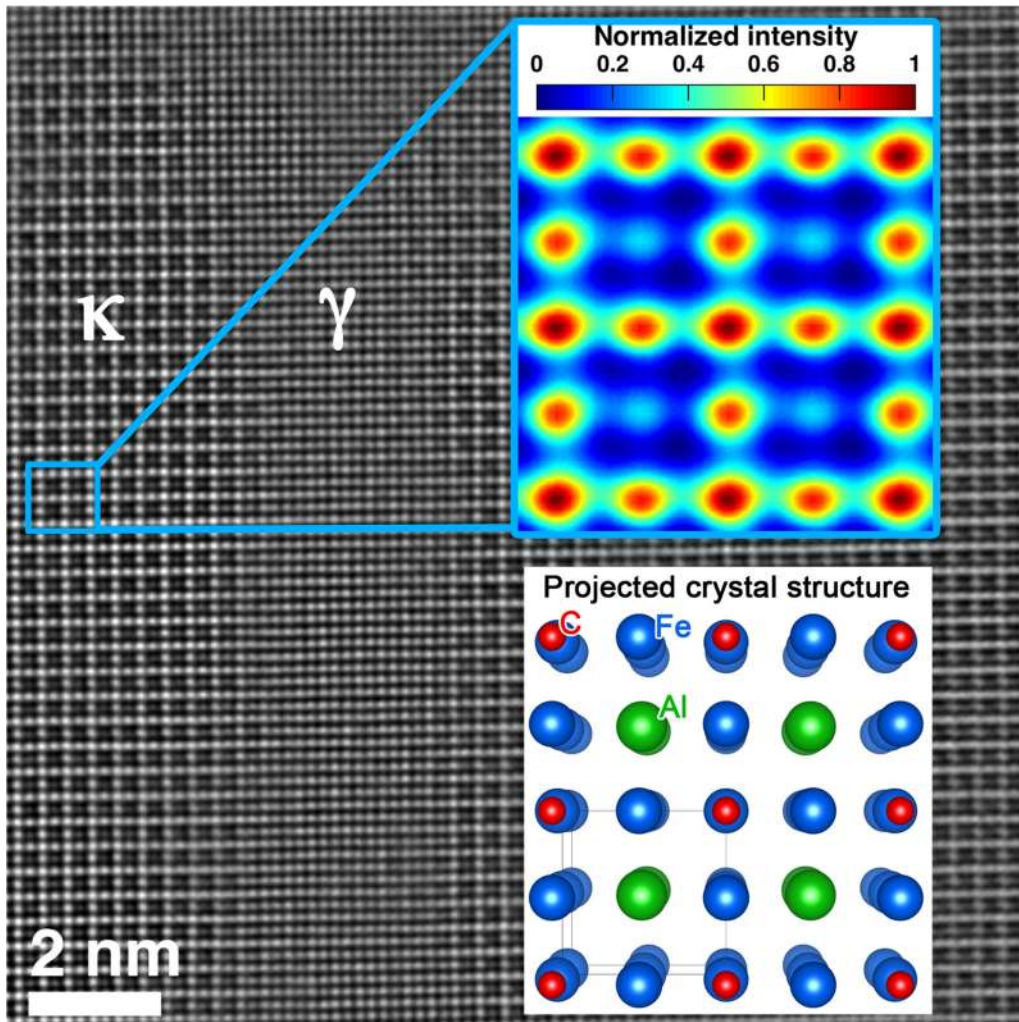 Normalized intensity
0 0.2 0.4 0.6 0.8 1
κ γ
Projected crystal structure
C Fe
Al
2 nm